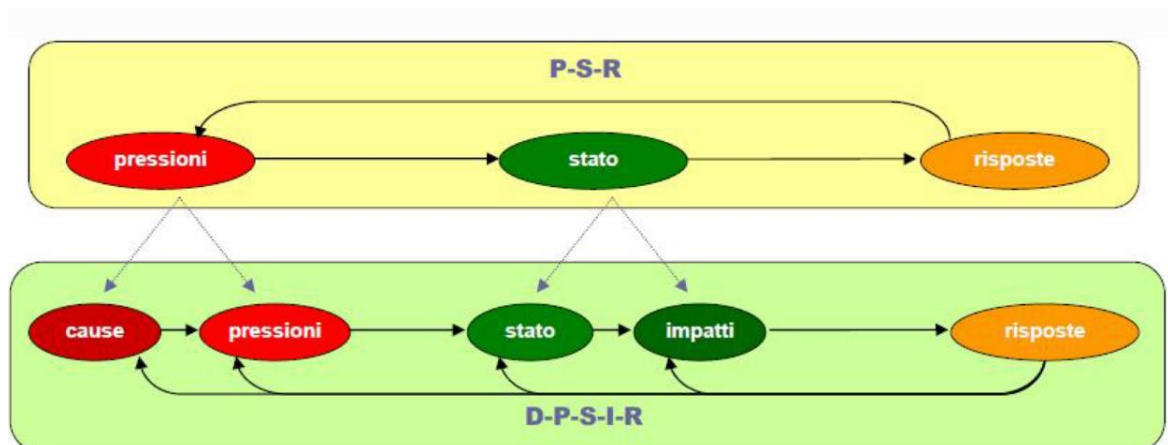 P-S-R
pressioni stato risposte
cause pressioni stato impatti risposte
D-P-S-I-R